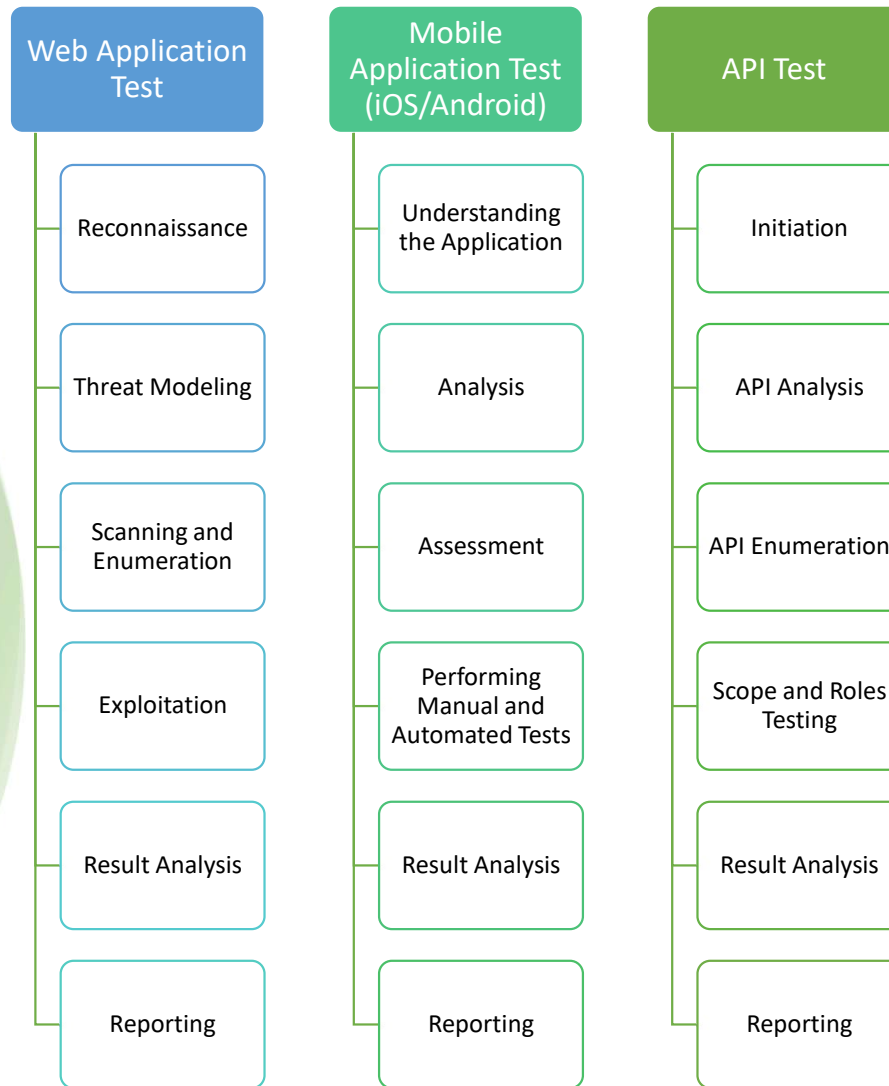 Web Application
Test
Reconnaissance
Threat Modeling
Scanning and
Enumeration
Exploitation
Result Analysis
Reporting
Mobile
Application Test
(iOS/Android)
Understanding
the Application
Analysis
Assessment
Performing
Manual and
Automated Tests
Result Analysis
Reporting
API Test
Initiation
API Analysis
API Enumeration
Scope and Roles
Testing
Result Analysis
Reporting